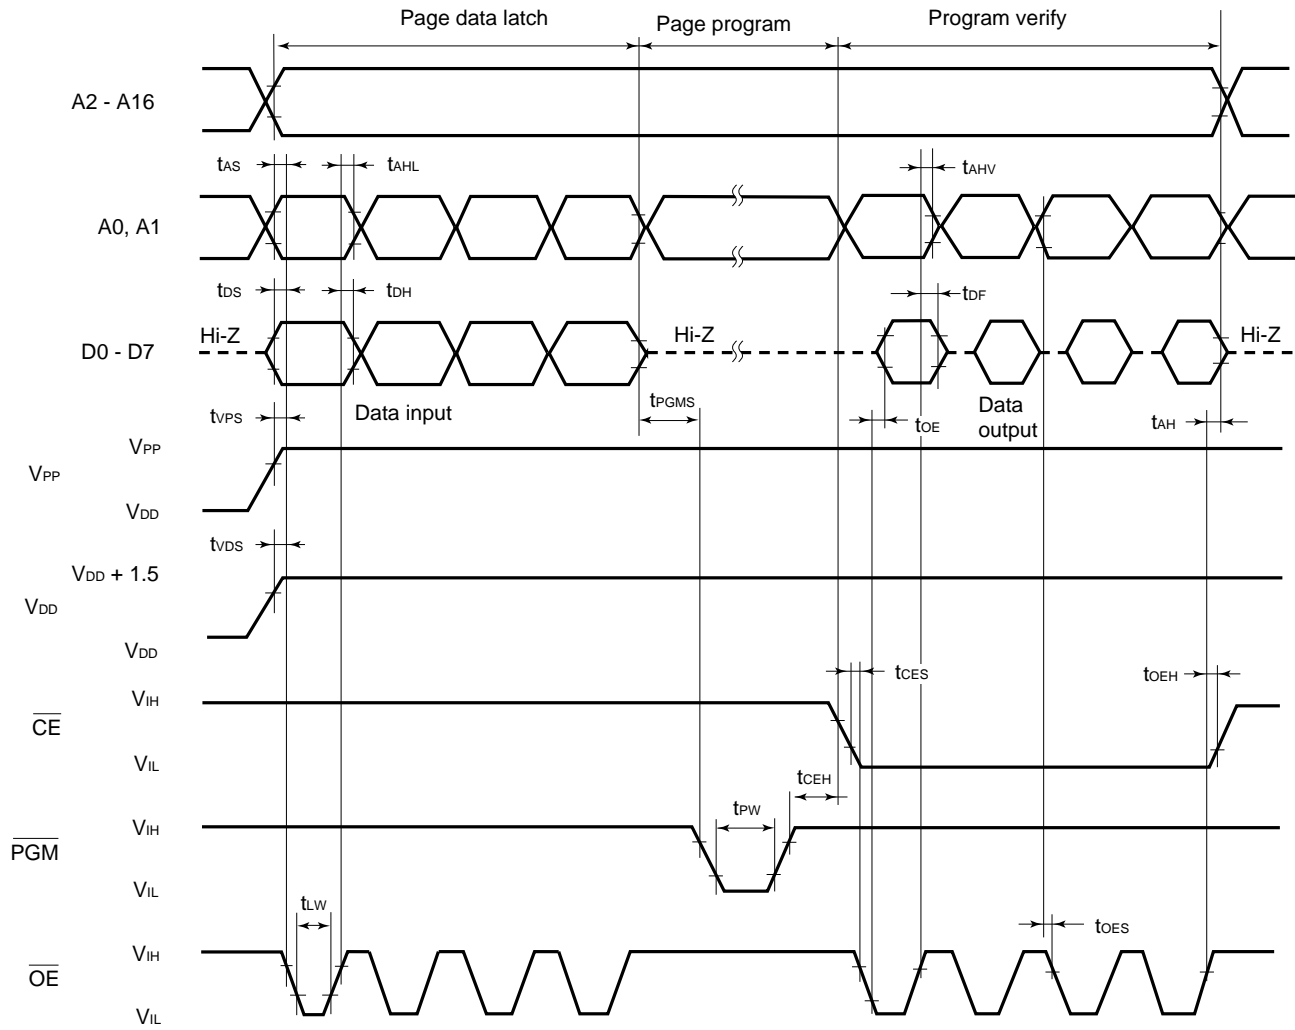 Page data latch Page program Program verify
A2 - A16
tAS tAHL tAHV
A0, A1
tDS tDH tDF
Hi-Z Hi-Z Hi-Z
D0 - D7
tVPS Data input tPGMS tOE Data output tAH
VPP
VPP
VDD
tVDS
VDD + 1.5
VDD
VDD
tCES tOEH
VIH
CE
VIL
tCEH
tPW
VIH
PGM
VIL
tLW
tOES
VIH
OE
VIL